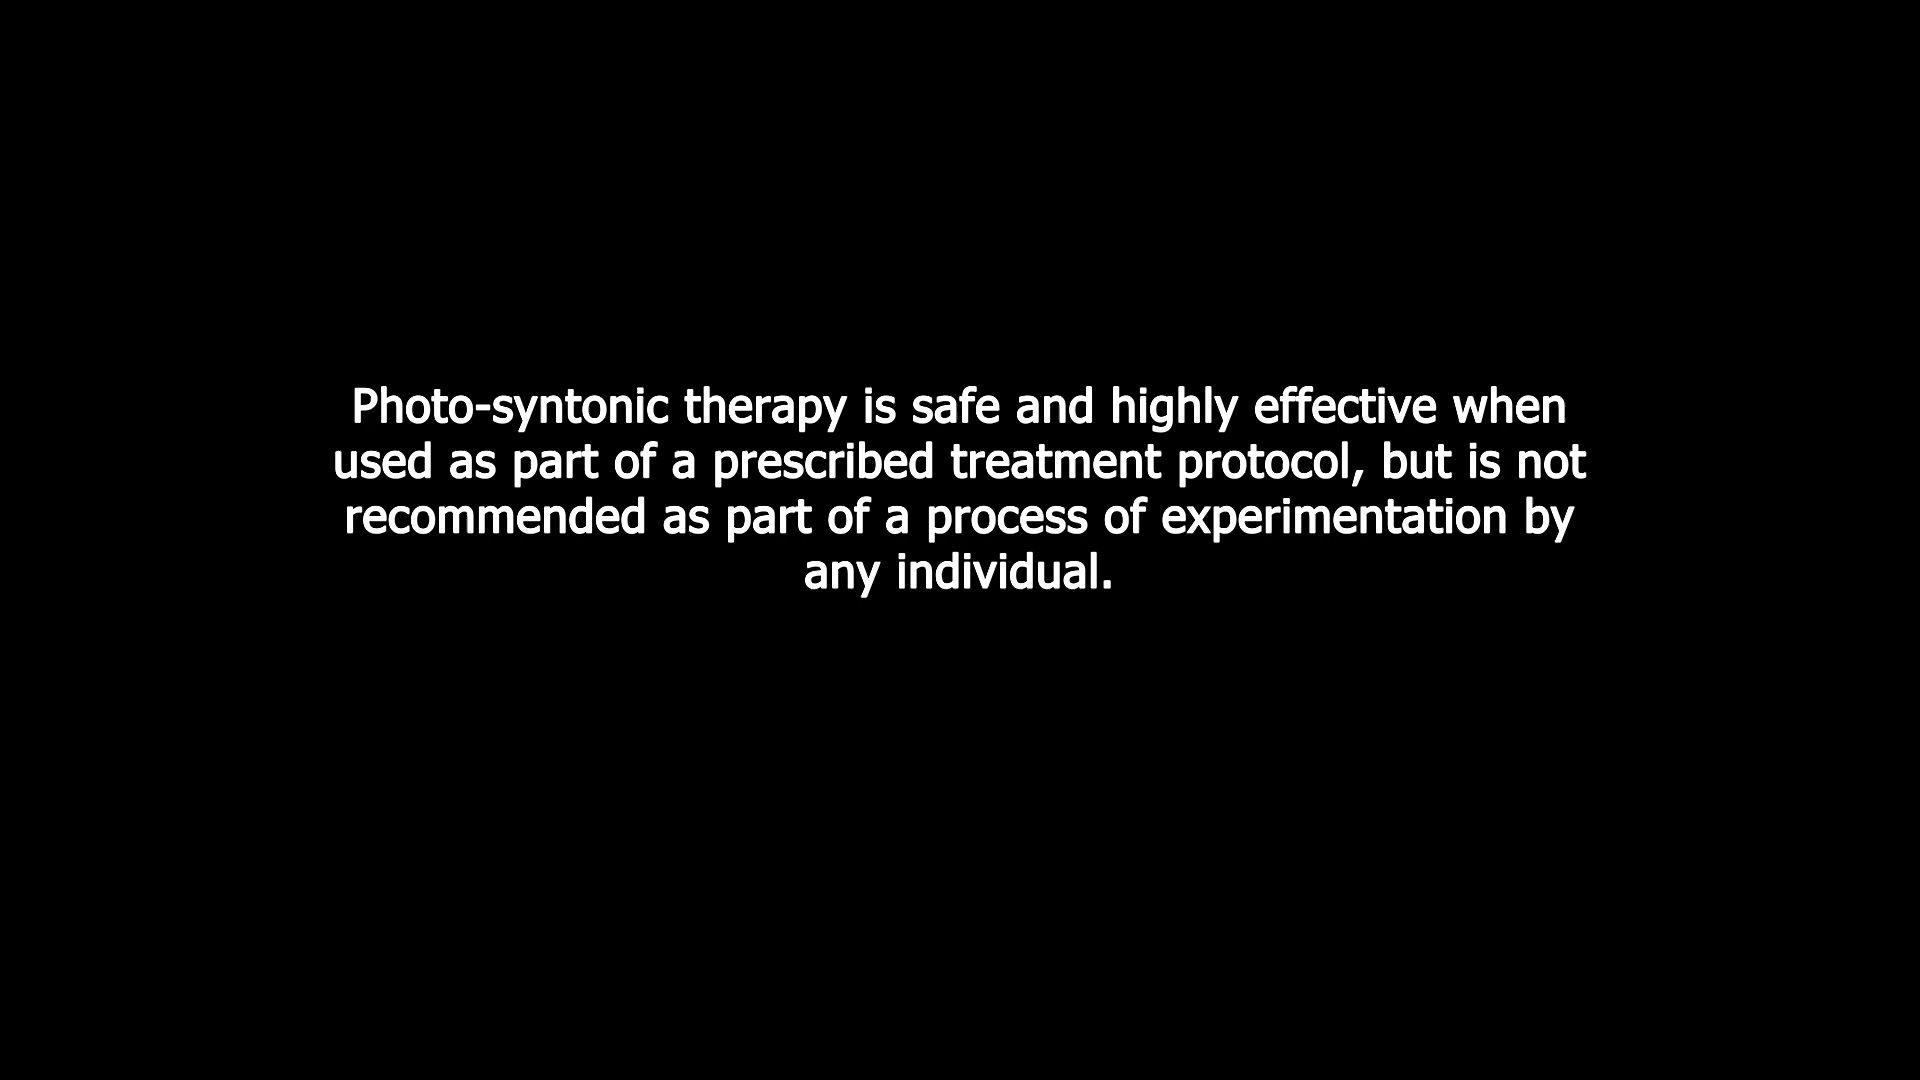 Photo-syntonic therapy is safe and highly effective when
used as part of a prescribed treatment protocol, but is not
recommended as part of a process of experimentation by
any individual.